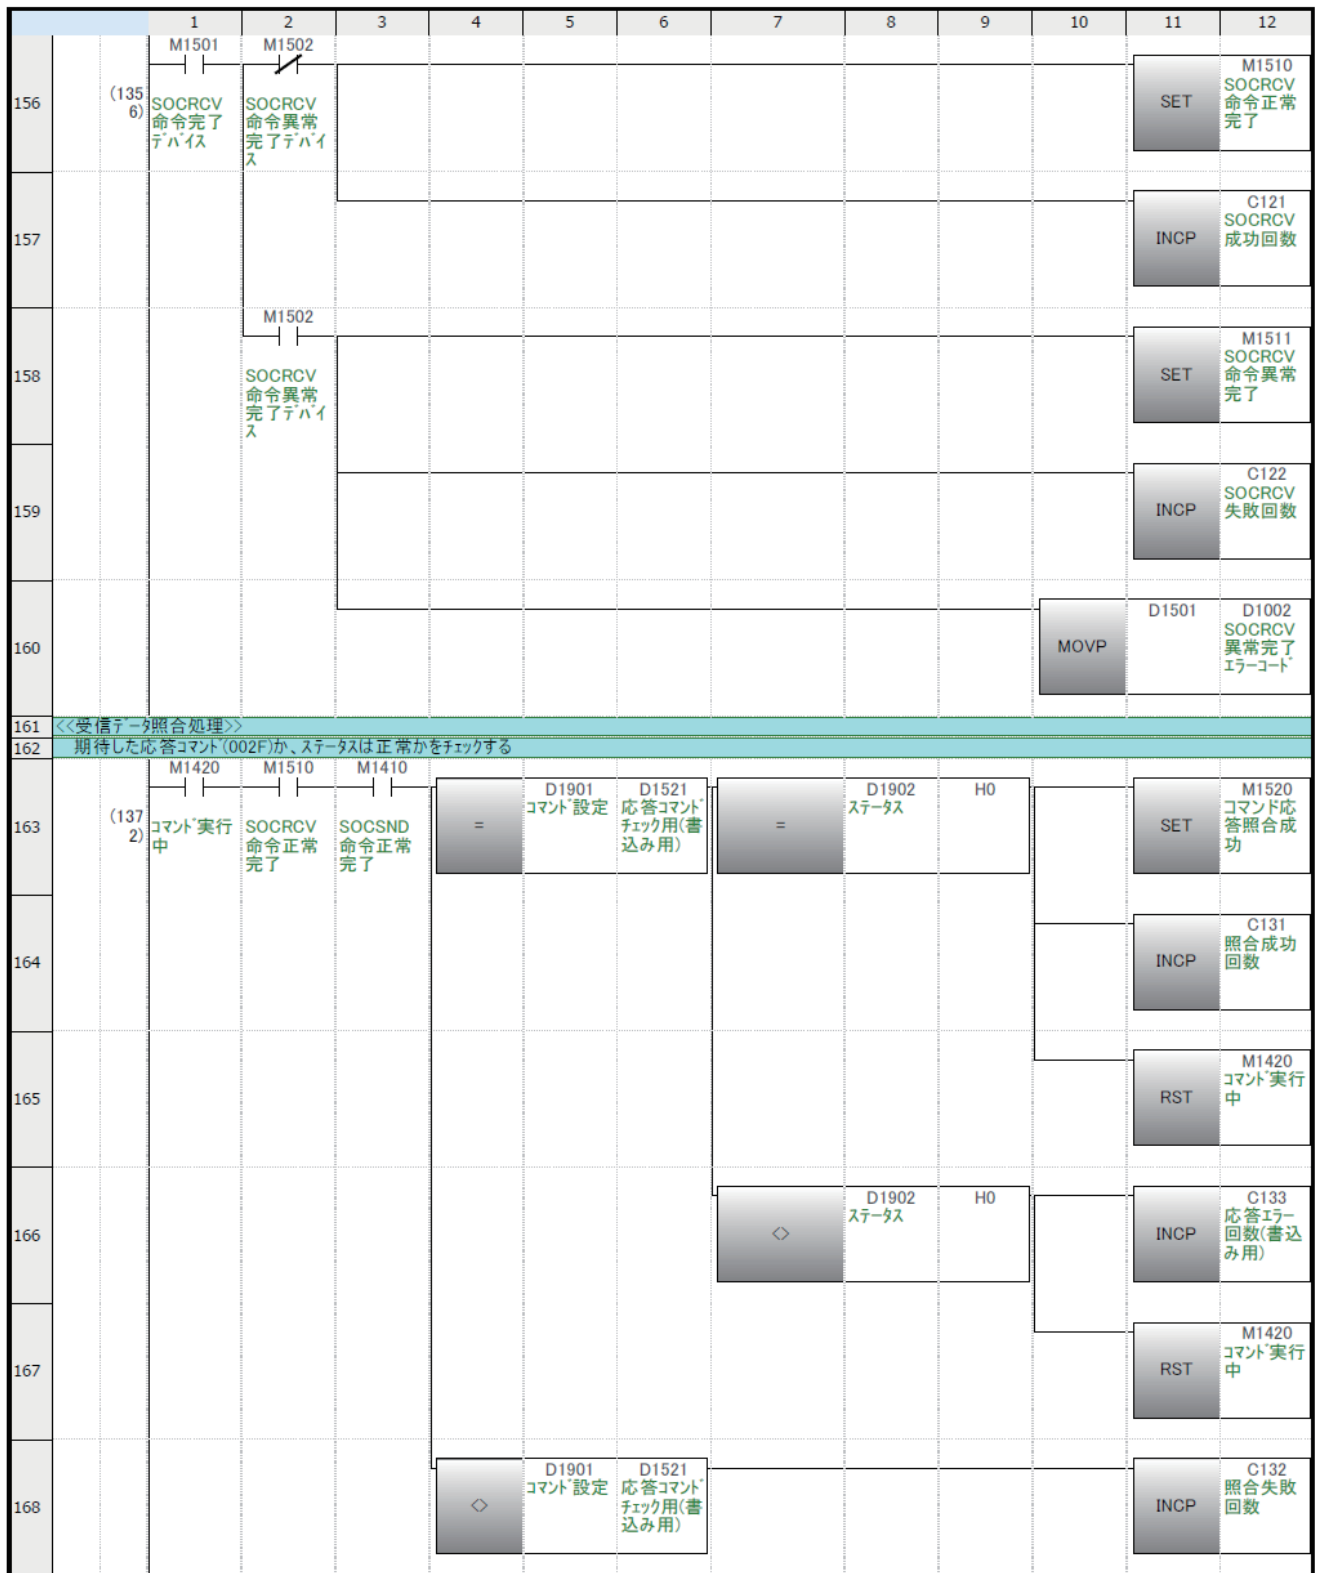 1 2 3 4 5 6 7 8 9 10 11 12
M1501 M1502
156
(135
6)
SOCRCV
命令完了
デバイス
SOCRCV
命令異常
完了デバイ
ス
SET
M1510
SOCRCV
命令正常
完了
157
INCP
C121
SOCRCV
成功回数
M1502
158
SOCRCV
命令異常
完了デバイ
ス
SET
M1511
SOCRCV
命令異常
完了
159
INCP
C122
SOCRCV
失敗回数
160
MOVP
D1501
D1002
SOCRCV
異常完了
エラーコード
161 <<受信データ照合処理>>
162 期待した応答コマンド(002F)か、ステータスは正常かをチェックする
M1420 M1510 M1410
163
(137
2)
コマンド実行
中
SOCRCV
命令正常
完了
SOCSND
命令正常
完了
=
D1901
コマンド設定
D1521
応答コマンド
チェック用(書
込み用)
=
D1902
ステータス
H0
SET
M1520
コマンド応
答照合成
功
164
INCP
C131
照合成功
回数
165
RST
M1420
コマンド実行
中
166
<>
D1902
ステータス
H0
INCP
C133
応答エラー
回数(書込
み用)
167
RST
M1420
コマンド実行
中
168
<>
D1901
コマンド設定
D1521
応答コマンド
チェック用(書
込み用)
INCP
C132
照合失敗
回数